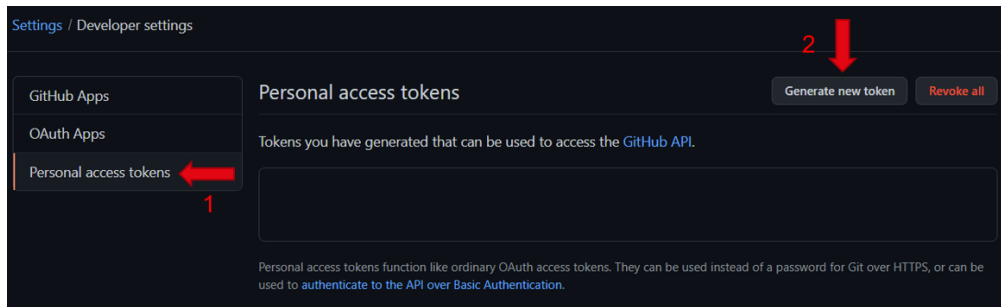 Settings / Developer settings
2
GitHub Apps
Personal access tokens
Generate new token
Revoke all
OAuth Apps
Tokens you have generated that can be used to access the GitHub API.
Personal access tokens
1
Personal access tokens function like ordinary OAuth access tokens. They can be used instead of a password for Git over HTTPS, or can be
used to authenticate to the API over Basic Authentication.